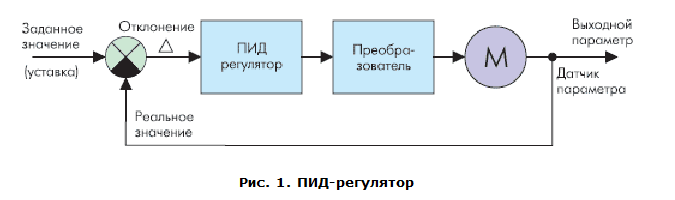 Заданное
значение
(уставка)
Отклонение
Δ
ПИД
регулятор
Преобра-
зователь
М
Выходной
параметр
Датчик
параметра
Реальное
значение
Рис. 1. ПИД-регулятор